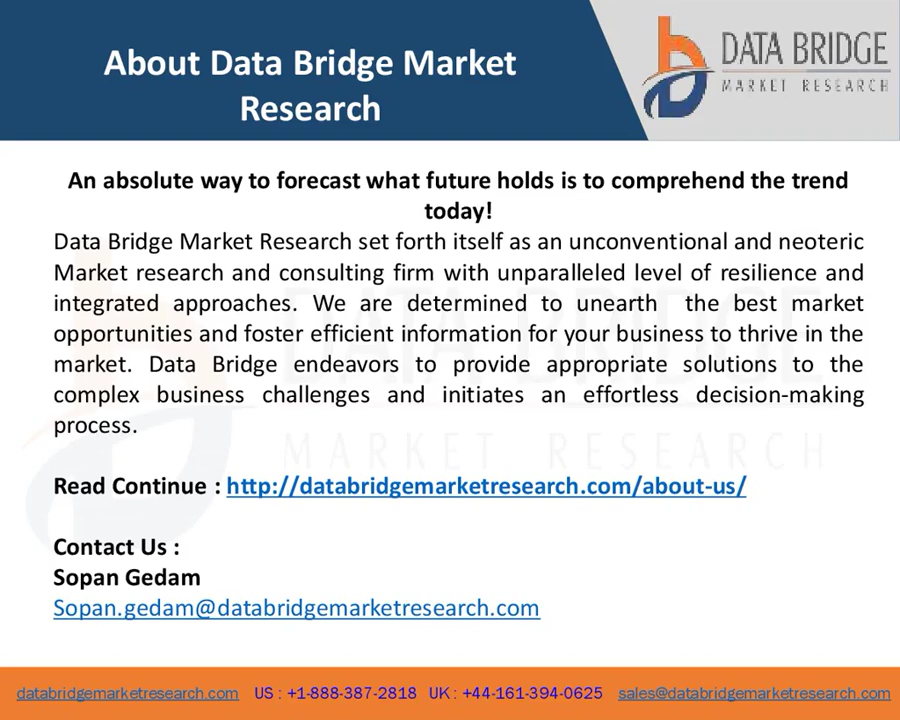 About Data Bridge Market
Research
DATA BRIDGE
MARKET RESEARCH
An absolute way to forecast what future holds is to comprehend the trend
today!
Data Bridge Market Research set forth itself as an unconventional and neoteric
Market research and consulting firm with unparalleled level of resilience and
integrated approaches. We are determined to unearth the best market
opportunities and foster efficient information for your business to thrive in the
market. Data Bridge endeavors to provide appropriate solutions to the
complex business challenges and initiates an effortless decision-making
process.
DATA BRIDGE
MARKET RESEARCH
Read Continue : http://databridgemarketresearch.com/about-us/
Contact Us :
Sopan Gedam
Sopan.gedam@databridgemarketresearch.com
databridgemarketresearch.com US : +1-888-387-2818 UK : +44-161-394-0625 sales@databridgemarketresearch.com